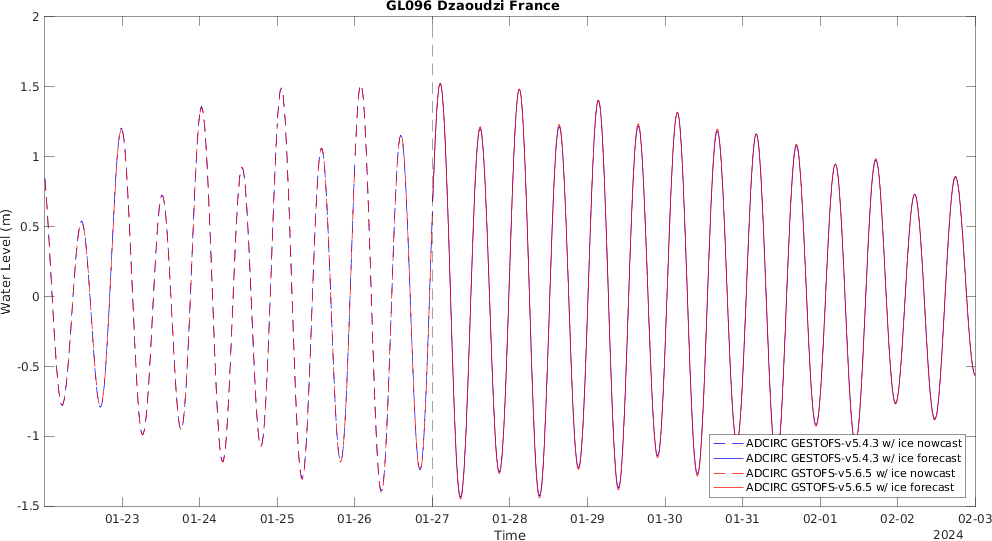 GL096 Dzaoudzi France
2
1.5
1
0.5
0
-0.5
-1
-1.5
Water Level (m)
ADCIRC GESTOFS-v5.4.3 w/ ice nowcast
ADCIRC GESTOFS-v5.4.3 w/ ice forecast
ADCIRC GSTOFS-v5.6.5 w/ ice nowcast
ADCIRC GSTOFS-v5.6.5 w/ ice forecast
01-23 01-24 01-25 01-26 01-27 01-28 01-29 01-30 01-31 02-01 02-02 02-03
Time
2024